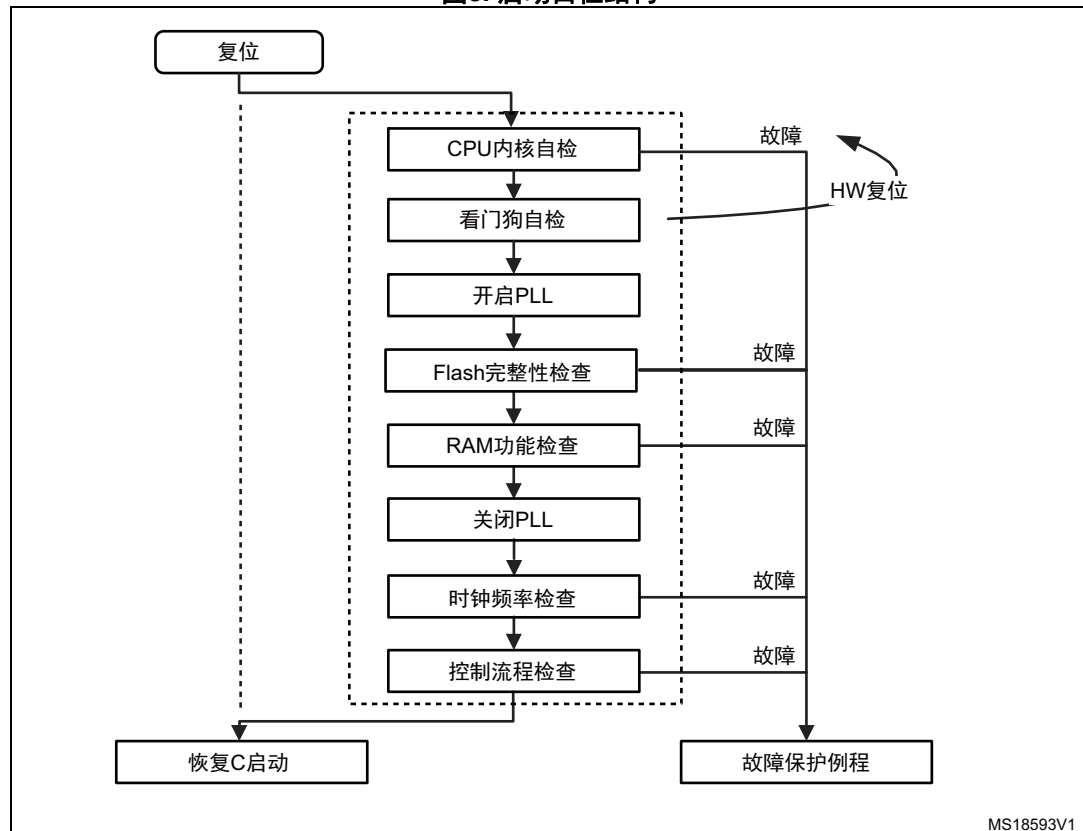 复位
CPU内核自检
故障
HW复位
看门狗自检
开启PLL
Flash完整性检查
故障
RAM功能检查
故障
关闭PLL
时钟频率检查
故障
控制流程检查
故障
恢复C启动
故障保护例程
MS18593V1